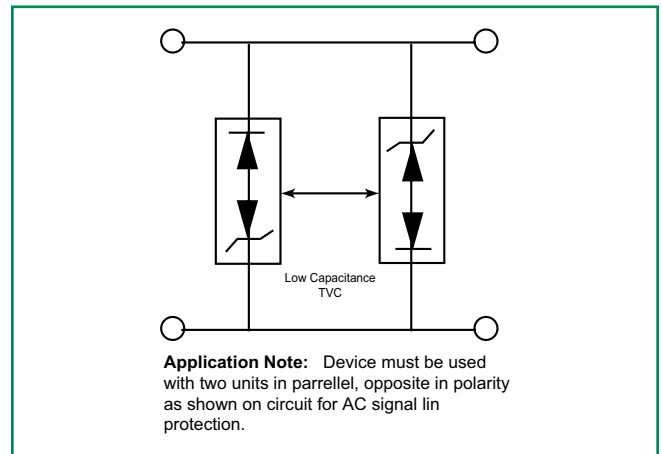 Low Capacitance
TVC
Application Note: Device must be used
with two units in parrellel, opposite in polarity
as shown on circuit for AC signal lin
protection.